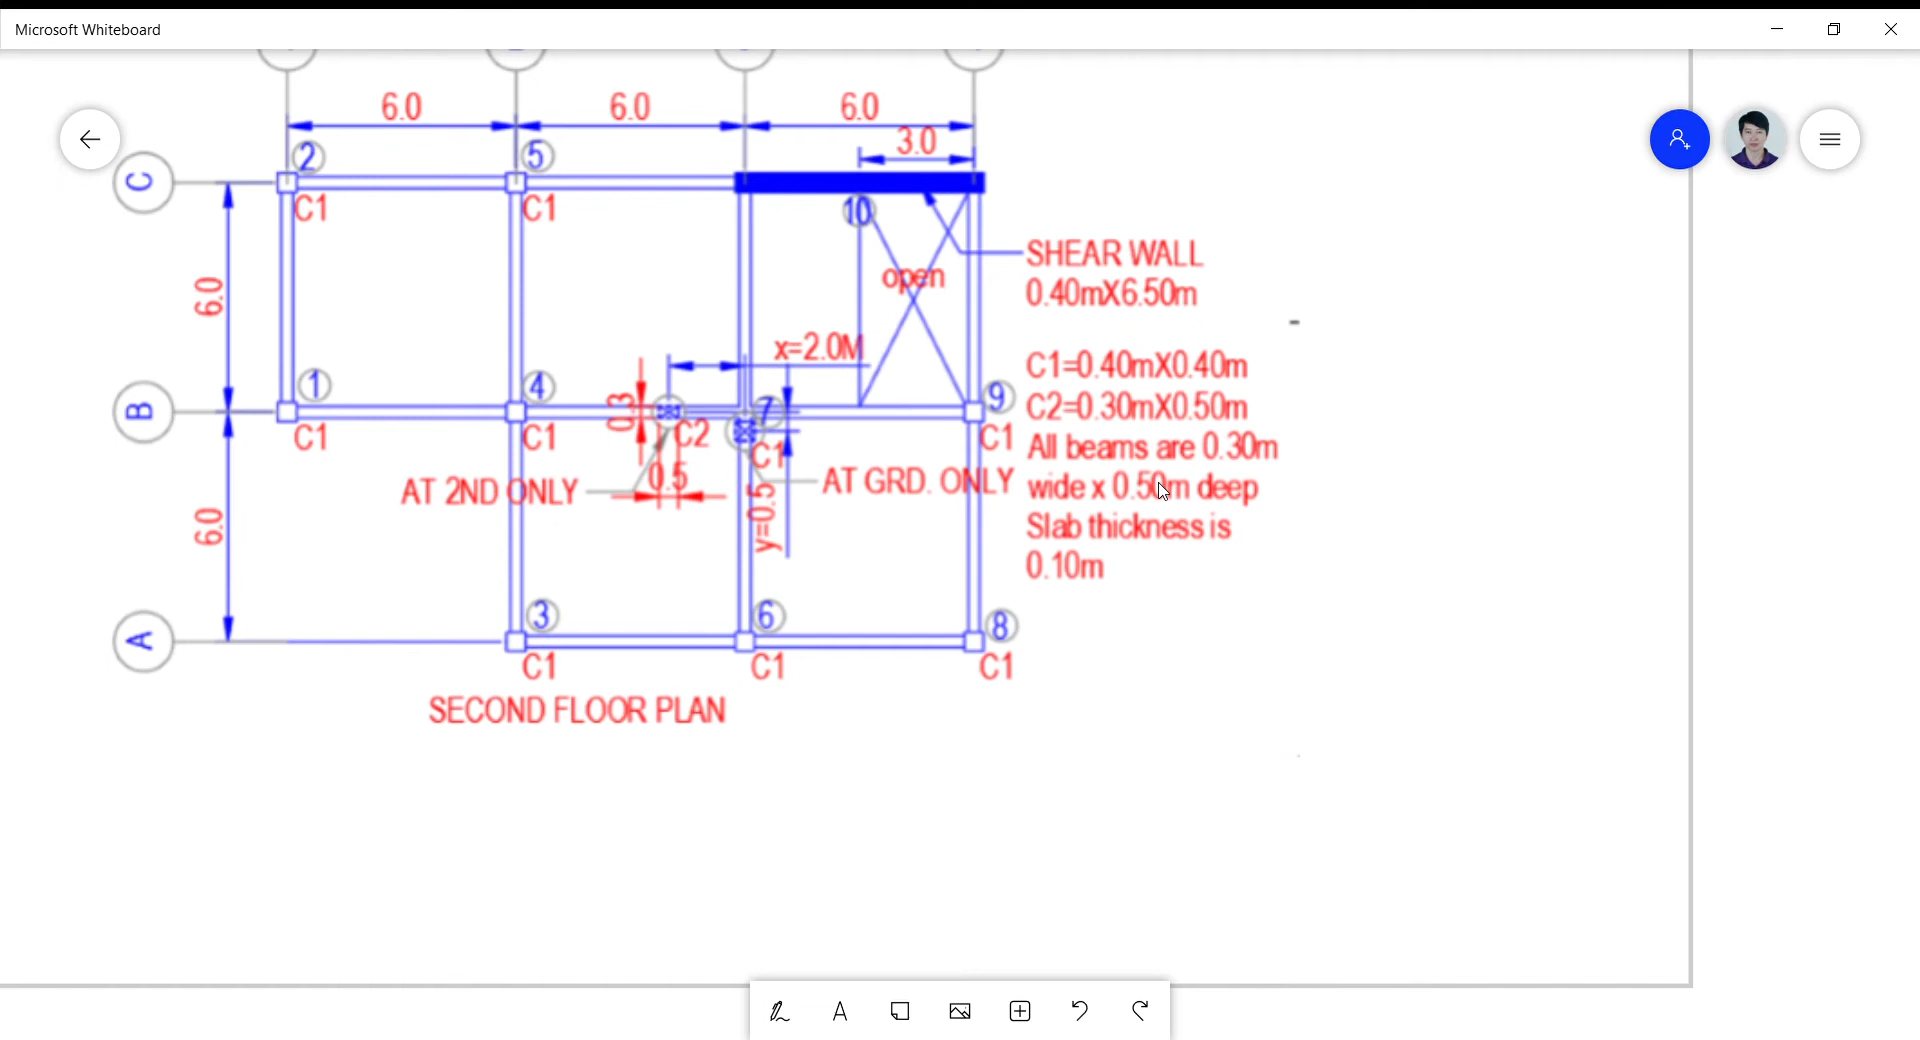 Microsoft Whiteboard
6.0 6.0 6.0
3.0
2 5
C
C1 C1
10
SHEAR WALL
0.40mX6.50m
open
6.0
x=2.0M
C1=0.40mX0.40m
1 4 7 9
0.3
B
C2=0.30mX0.50m
C1 C1 C2 C1 C1
All beams are 0.30m
AT 2ND ONLY 0.5 AT GRD. ONLY
wide x 0.50m deep
6.0
y=0.5
Slab thickness is
0.10m
3 6 8
A
C1 C1 C1
SECOND FLOOR PLAN